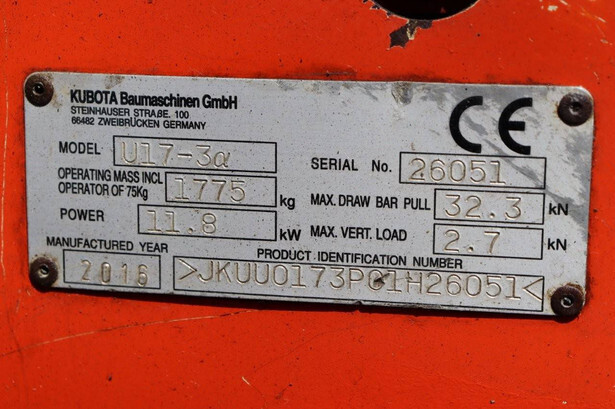 KUBOTA Baumaschinen GmbH
STEINHAUSER STRAßE. 100
66482 ZWEIBRÜCKEN GERMANY
CE
MODEL U17-3α
SERIAL No. 26051
OPERATING MASS INCL
OPERATOR OF 75Kg 1775 kg
MAX. DRAW BAR PULL 32.3 kN
POWER 11.8 kW
MAX. VERT. LOAD 2.7 kN
MANUFACTURED YEAR
2016
PRODUCT IDENTIFICATION NUMBER
>JKUU0173P01H26051<